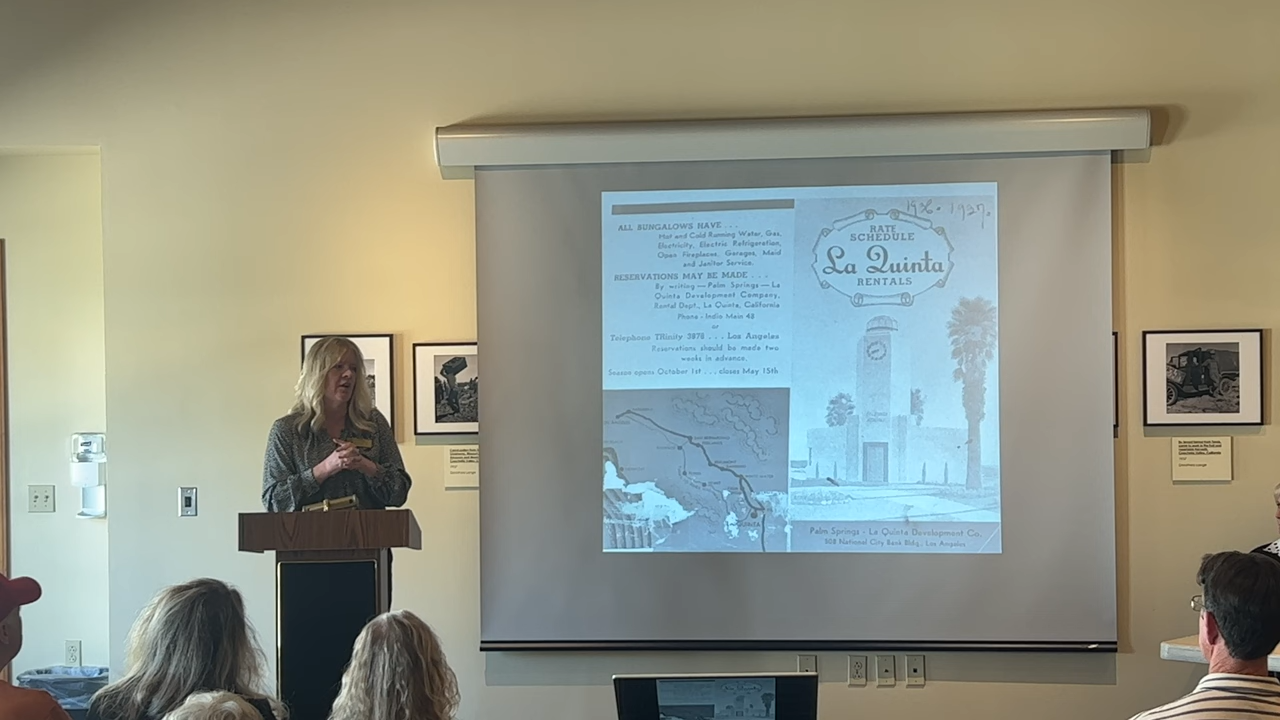 ALL BUNGALOWS HAVE . . .
Hot and Cold Running Water, Gas,
Electricity, Electric Refrigeration,
Open Fireplaces, Garages, Maid
and Janitor Service.
RESERVATIONS MAY BE MADE . . . .
By writing — Palm Springs — La
Quinta Development Company,
Rental Dept., La Quinta, California
Phone - Indio Main 48
or
Telephone TRinity 3878 . . . Los Angeles
Reservations should be made two
weeks in advance.
Season opens October 1st . . . closes May 15th
1936 - 1937.
RATE
SCHEDULE
La Quinta
RENTALS
Palm Springs - La Quinta Development Co.
508 National City Bank Bldg., Los Angeles
La Quinta